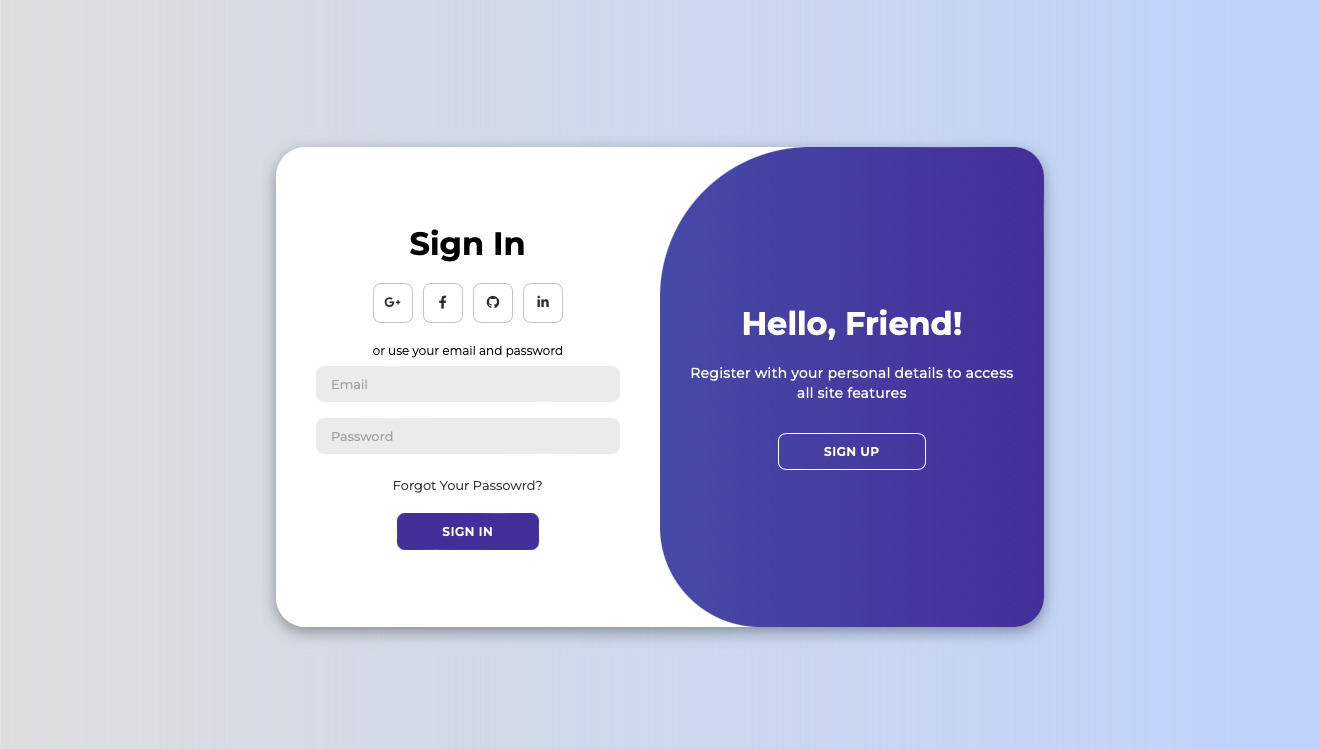 Sign In
G+
f
in
or use your email and password
Email
Password
Forgot Your Passowrd?
SIGN IN
Hello, Friend!
Register with your personal details to access
all site features
SIGN UP